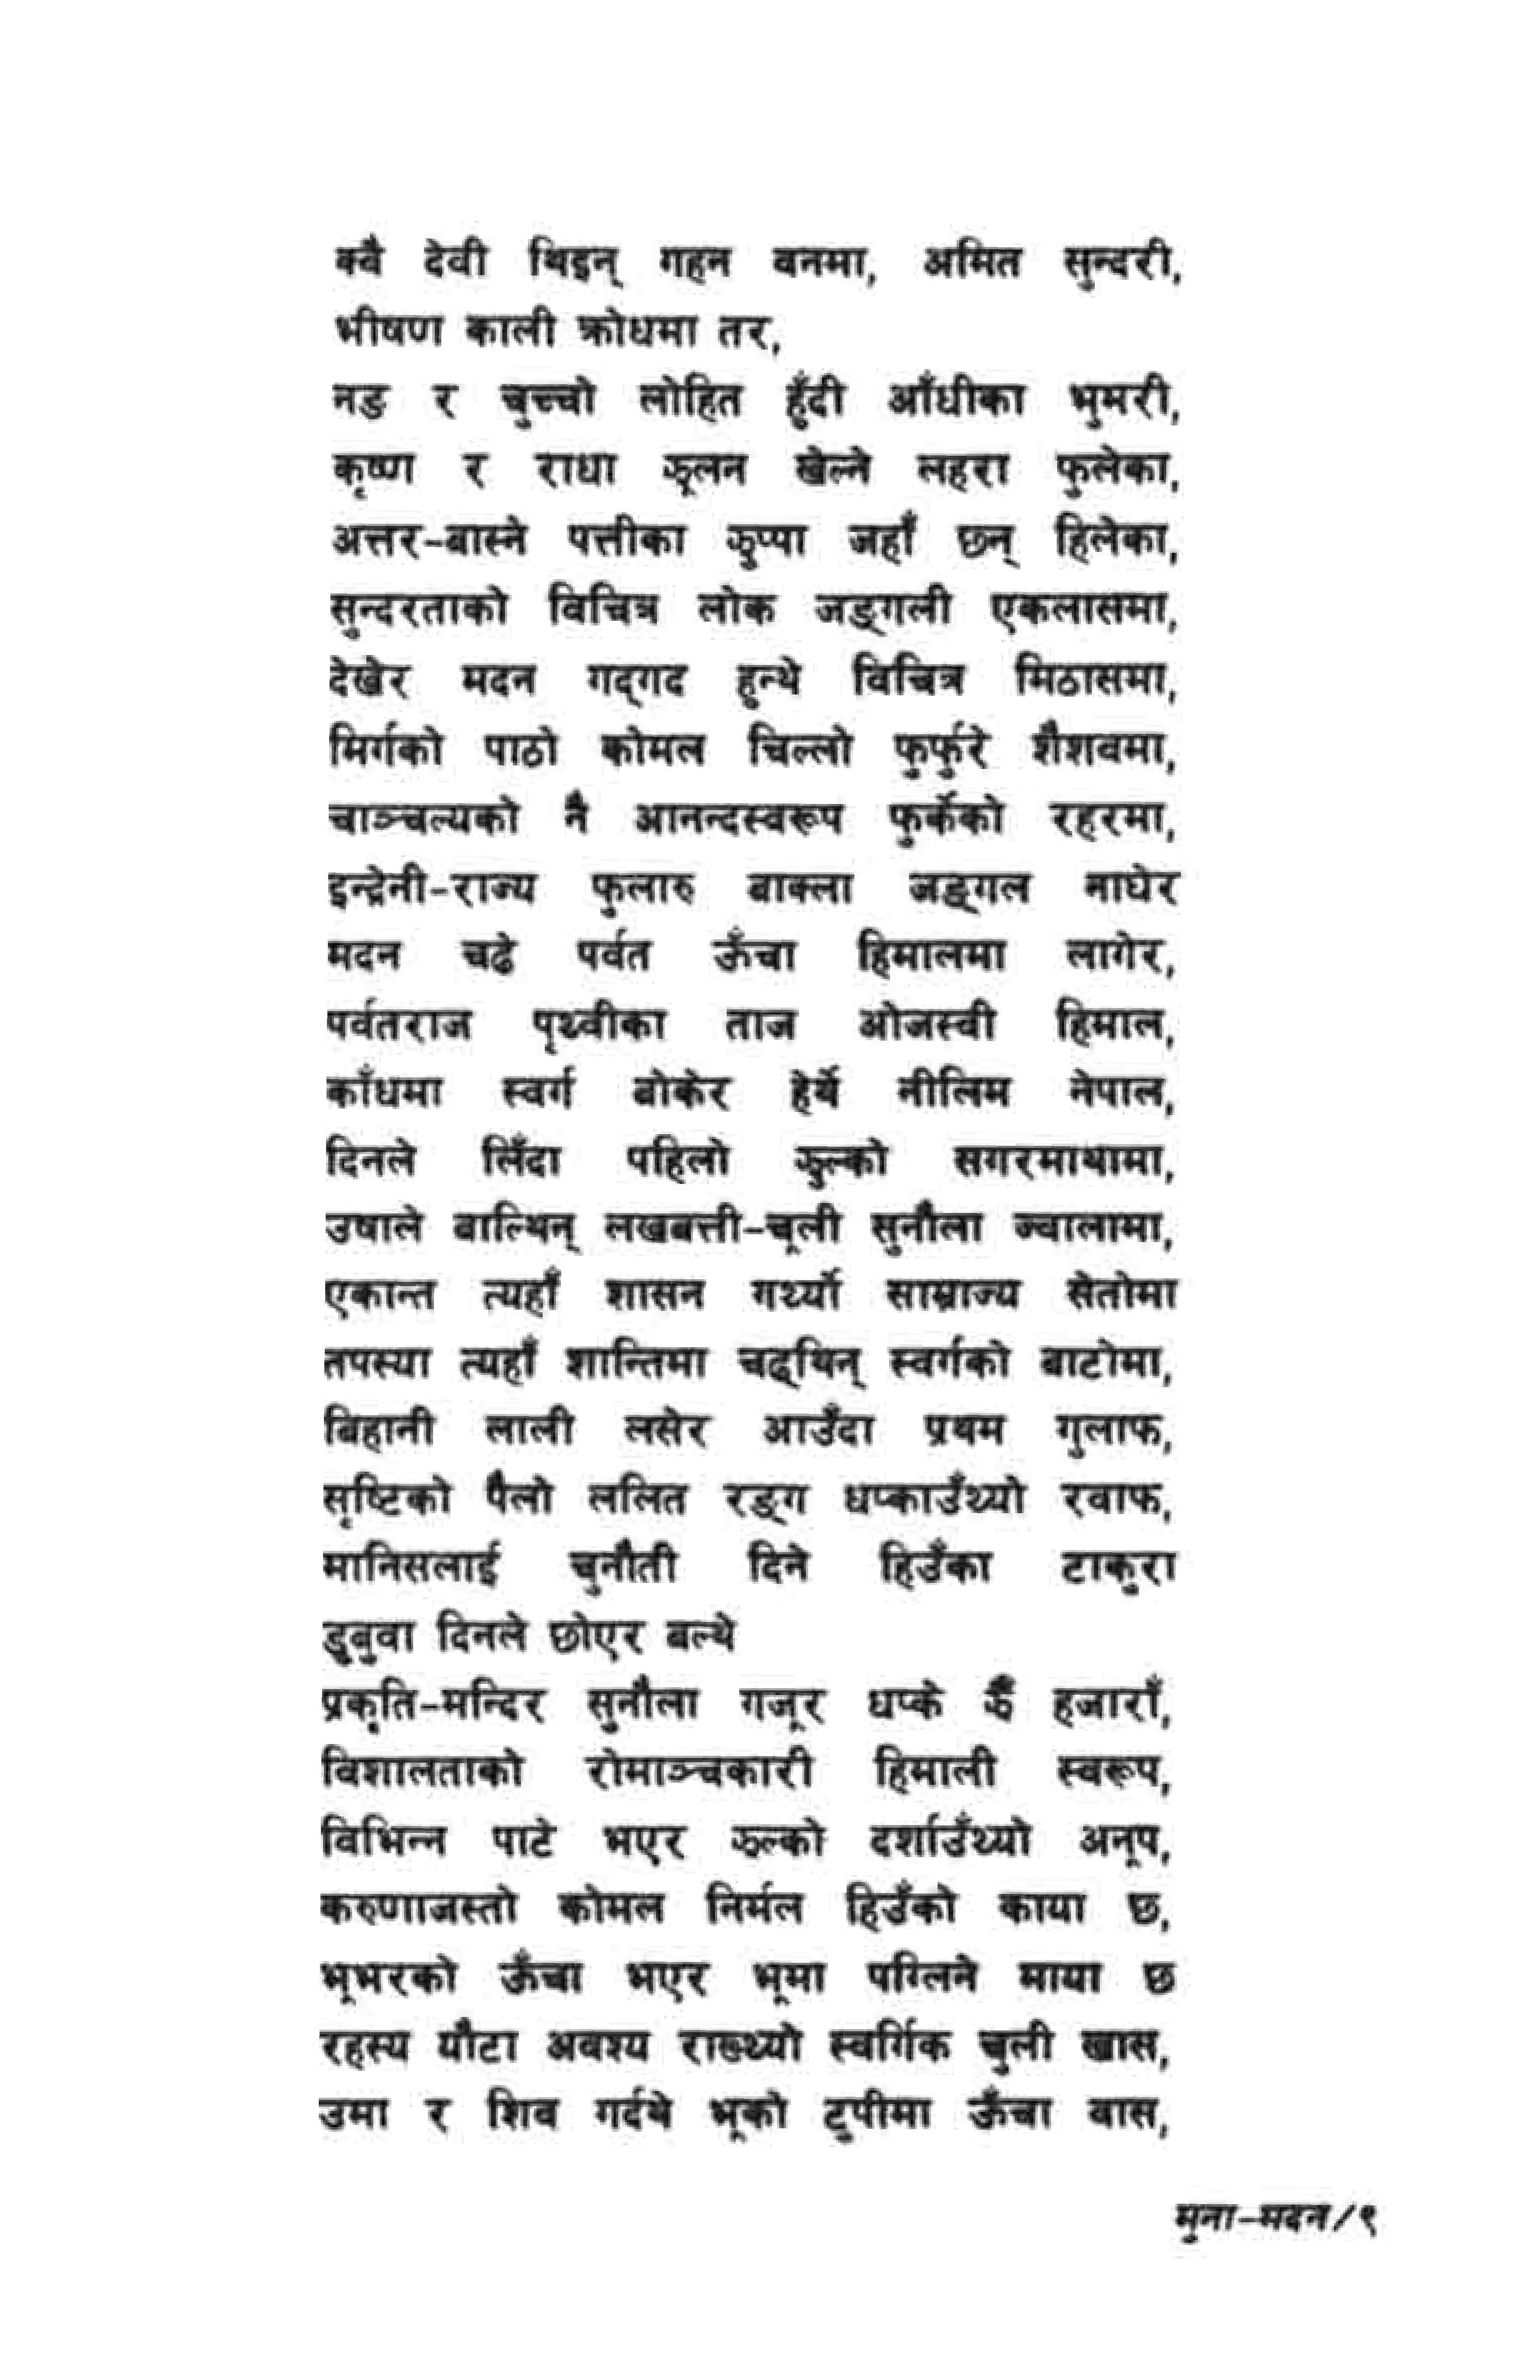 क्वै देवी थिइन् गहन वनमा, अमित सुन्दरी,
भीषण काली क्रोधमा तर,
नङ र चुच्चो लोहित हुँदी आँधीका भुमरी,
कृष्ण र राधा झूलन खेल्ने लहरा फुलेका,
अत्तर-बास्ने पत्तीका झुप्पा जहाँ छन् हिलेका,
सुन्दरताको विचित्र लोक जङ्गली एकलासमा,
देखेर मदन गद्गद हुन्थे विचित्र मिठासमा,
मिर्गको पाठो कोमल चिल्लो फुर्फुरे शैशवमा,
चाञ्चल्यको नै आनन्दस्वरूप फुर्केको रहरमा,
इन्द्रेनी-राज्य फुलारु बाक्ला जङ्गल नाघेर
मदन चढे पर्वत ऊँचा हिमालमा लागेर,
पर्वतराज पृथ्वीका ताज ओजस्वी हिमाल,
काँधमा स्वर्ग बोकेर हेर्थे नीलिम नेपाल,
दिनले लिँदा पहिलो झुल्को सगरमाथामा,
उषाले बाल्थिन् लखबत्ती-चूली सुनौला ज्वालामा,
एकान्त त्यहाँ शासन गर्थ्यो साम्राज्य सेतोमा
तपस्या त्यहाँ शान्तिमा चढ्थिन् स्वर्गको बाटोमा,
बिहानी लाली लसेर आउँदा प्रथम गुलाफ,
सृष्टिको पैलो ललित रङ्ग धप्काउँथ्यो रवाफ,
मानिसलाई चुनौती दिने हिउँका टाकुरा
डुबुवा दिनले छोएर बल्थे
प्रकृति-मन्दिर सुनौला गजूर धप्के झैँ हजाराँ,
विशालताको रोमाञ्चकारी हिमाली स्वरूप,
विभिन्न पाटे भएर झल्को दर्शाउँथ्यो अनूप,
करुणाजस्तो कोमल निर्मल हिउँको काया छ,
भूभरको ऊँचा भएर भूमा पग्लिने माया छ
रहस्य यौटा अवश्य राख्थ्यो स्वर्गिक चुली खास,
उमा र शिव गर्दथे भूको टुपीमा ऊँचा वास,
मुना-मदन/९